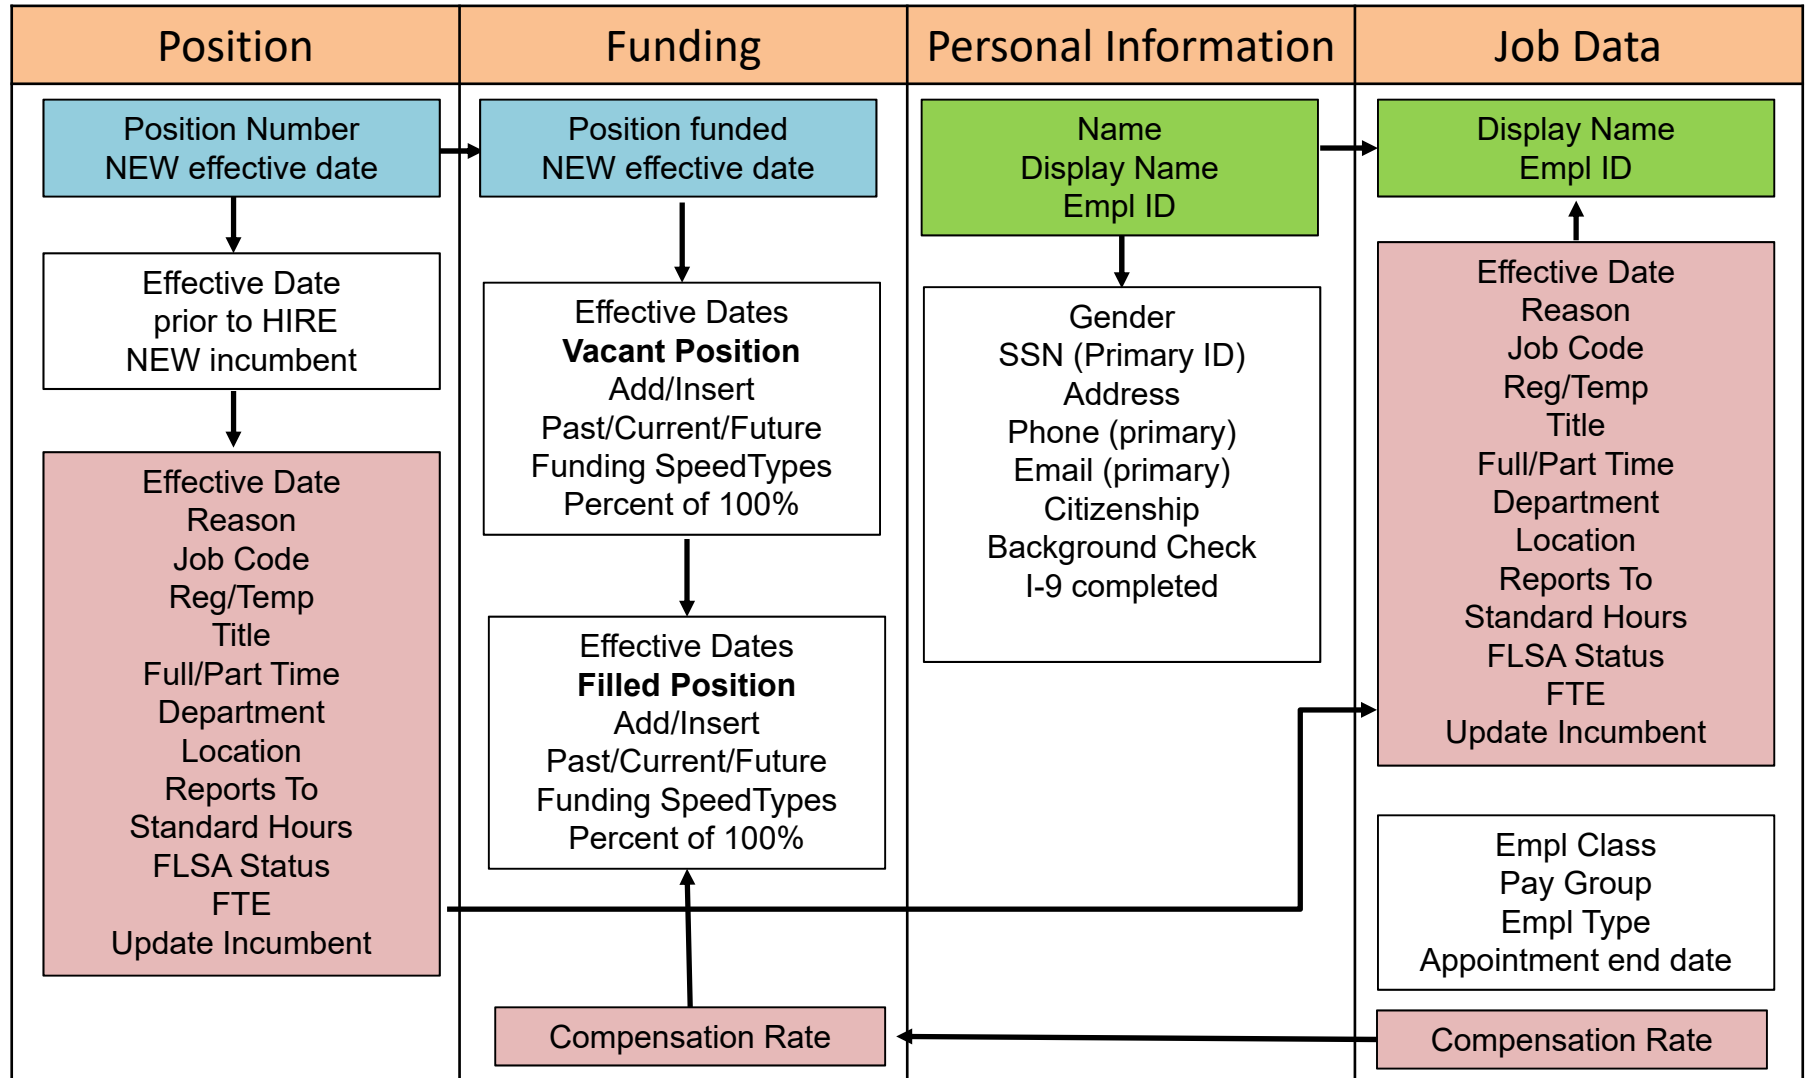 Position
Funding
Personal Information
Job Data
Position Number
NEW effective date
Effective Date
prior to HIRE
NEW incumbent
Effective Date
Reason
Job Code
Reg/Temp
Title
Full/Part Time
Department
Location
Reports To
Standard Hours
FLSA Status
FTE
Update Incumbent
Position funded
NEW effective date
Effective Dates
Vacant Position
Add/Insert
Past/Current/Future
Funding SpeedTypes
Percent of 100%
Effective Dates
Filled Position
Add/Insert
Past/Current/Future
Funding SpeedTypes
Percent of 100%
Compensation Rate
Name
Display Name
Empl ID
Gender
SSN (Primary ID)
Address
Phone (primary)
Email (primary)
Citizenship
Background Check
I-9 completed
Display Name
Empl ID
Effective Date
Reason
Job Code
Reg/Temp
Title
Full/Part Time
Department
Location
Reports To
Standard Hours
FLSA Status
FTE
Update Incumbent
Empl Class
Pay Group
Empl Type
Appointment end date
Compensation Rate